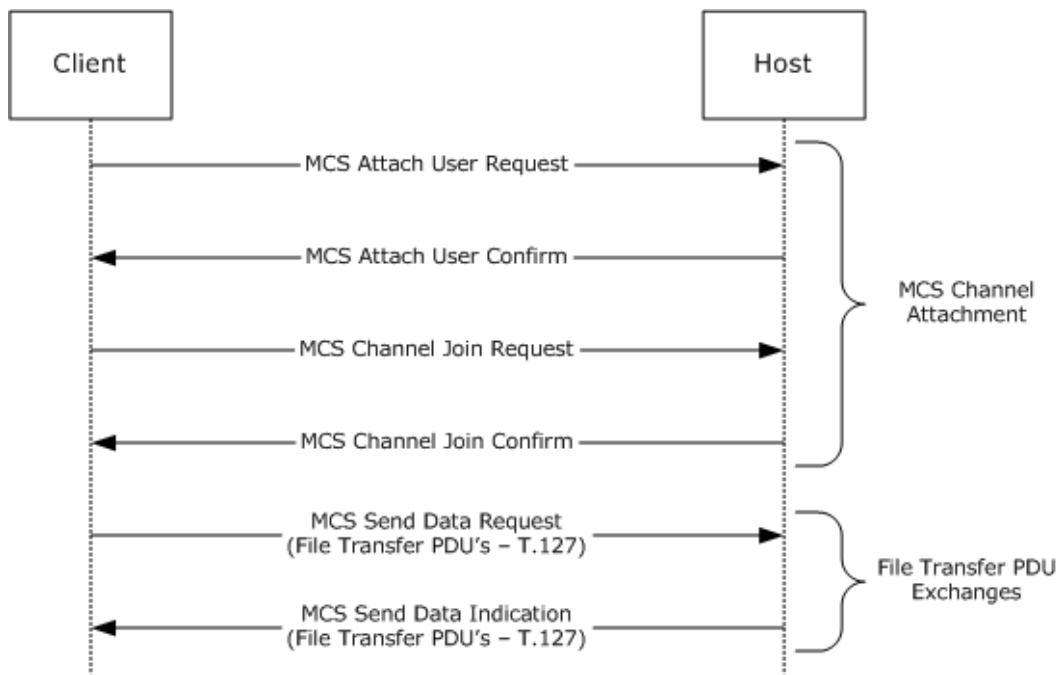 Client
Host
MCS Attach User Request
MCS Attach User Confirm
MCS Channel
Attachment
MCS Channel Join Request
MCS Channel Join Confirm
MCS Send Data Request
(File Transfer PDU's – T.127)
File Transfer PDU
Exchanges
MCS Send Data Indication
(File Transfer PDU's – T.127)